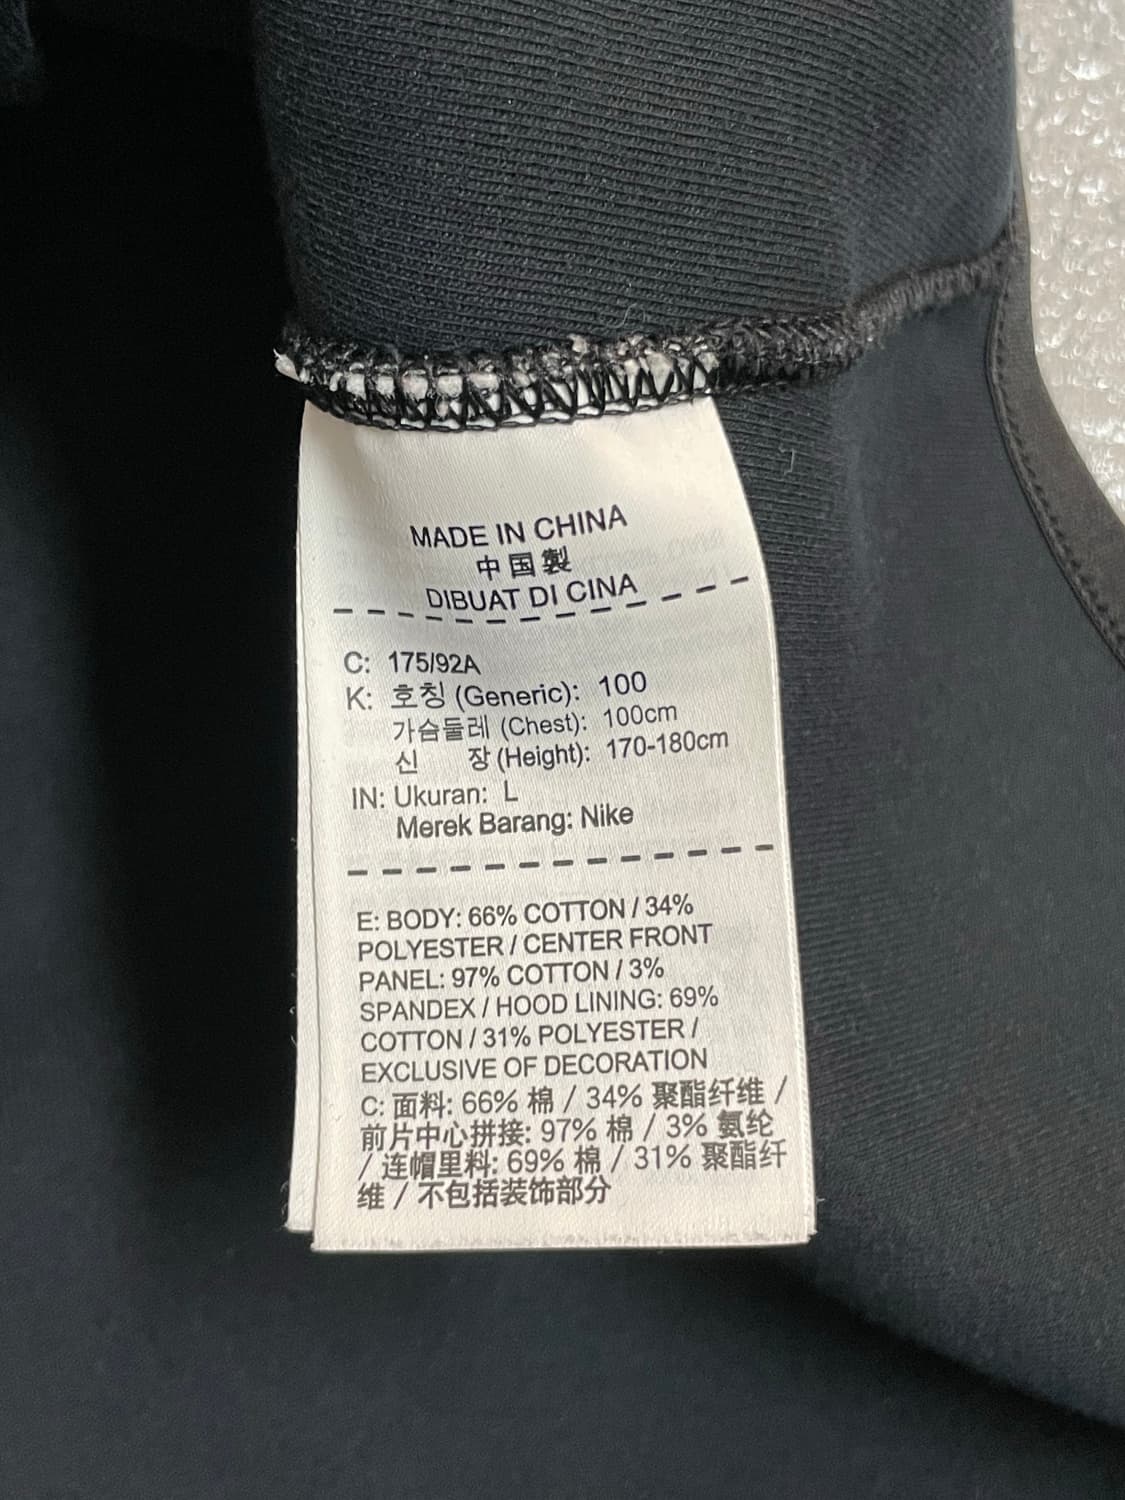 MADE IN CHINA
中国製
DIBUAT DI CINA
C: 175/92A
K: 호칭 (Generic): 100
가슴둘레 (Chest): 100cm
신 장 (Height): 170-180cm
IN: Ukuran: L
Merek Barang: Nike
E: BODY: 66% COTTON / 34%
POLYESTER / CENTER FRONT
PANEL: 97% COTTON / 3%
SPANDEX / HOOD LINING: 69%
COTTON / 31% POLYESTER /
EXCLUSIVE OF DECORATION
C: 面料: 66% 棉 / 34% 聚酯纤维 /
前片中心拼接: 97% 棉 / 3% 氨纶
/ 连帽里料: 69% 棉 / 31% 聚酯纤
维 / 不包括装饰部分